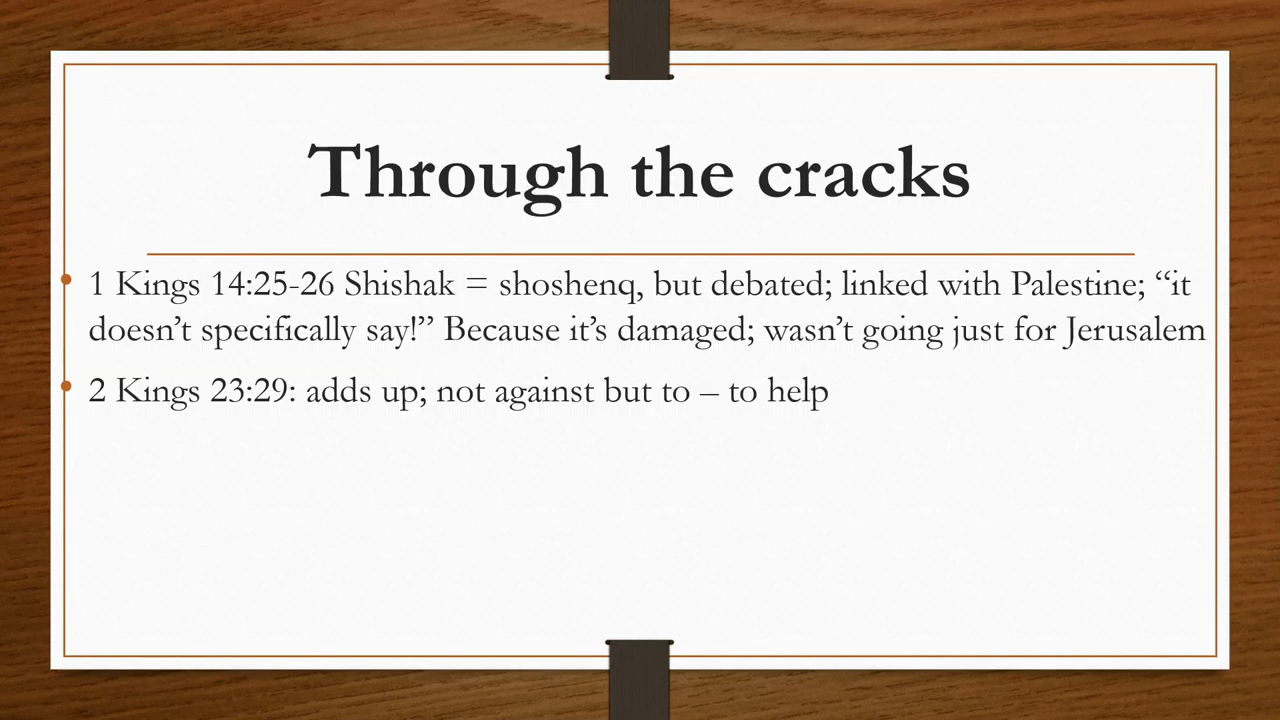 Through the cracks
• 1 Kings 14:25-26 Shishak = shoshenq, but debated; linked with Palestine; “it
doesn’t specifically say!” Because it’s damaged; wasn’t going just for Jerusalem
• 2 Kings 23:29: adds up; not against but to – to help